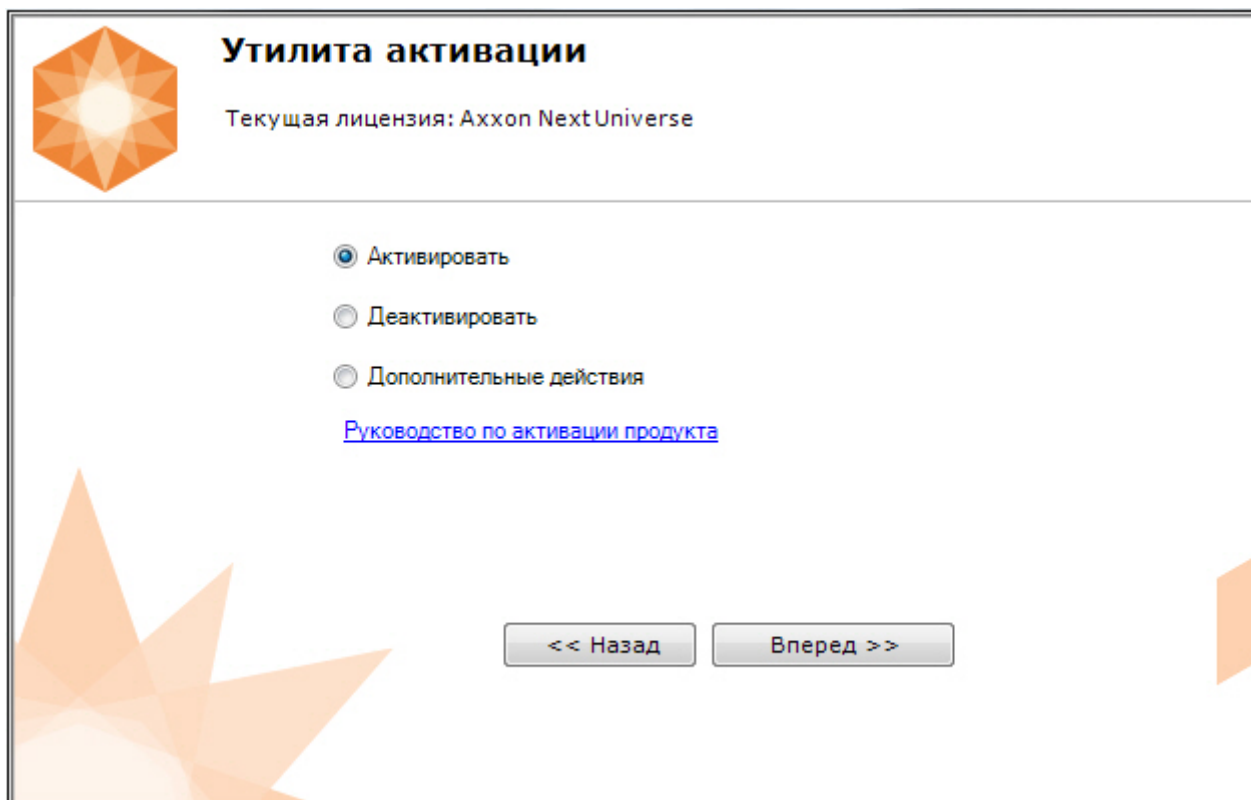 Утилита активации
Текущая лицензия: Axxon Next Universe
Активировать
Деактивировать
Дополнительные действия
Руководство по активации продукта
<< Назад
Вперед >>